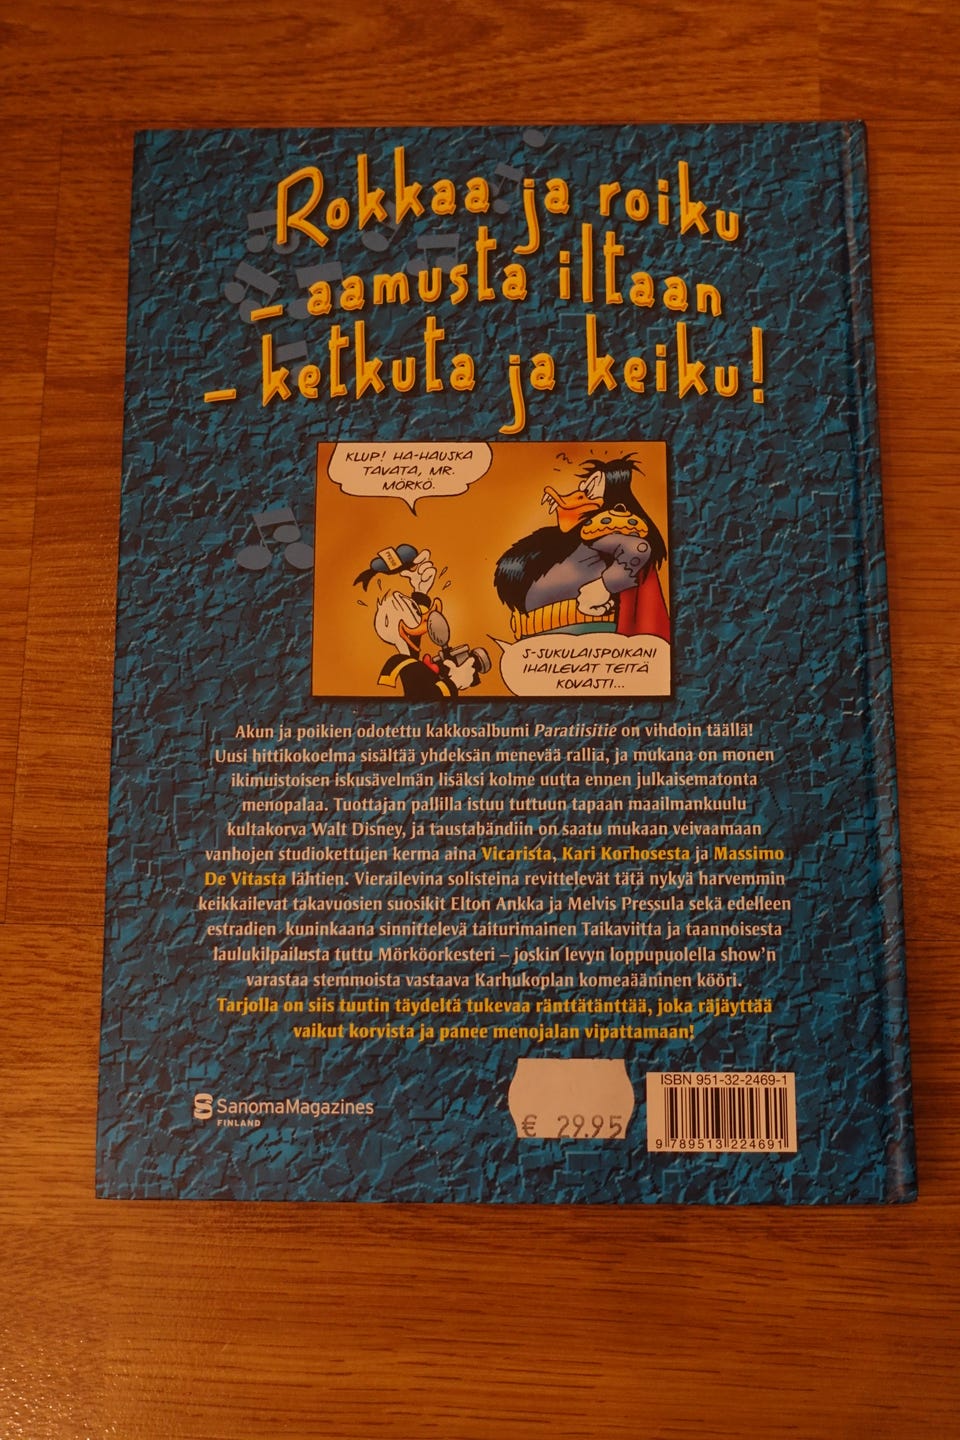 Rokkaa ja roiku
– aamusta iltaan
– ketkuta ja keiku!
KLUP! HA-HAUSKA
TAVATA, MR.
MÖRKÖ.
S-SUKULAISPOIKANI
IHAILEVAT TEITÄ
KOVASTI...
Akun ja poikien odotettu kakkosalbumi Paratiisitie on vihdoin täällä!
Uusi hittikokoelma sisältää yhdeksän menevää rallia, ja mukana on monen
ikimuistoisen iskusävelmän lisäksi kolme uutta ennen julkaisematonta
menopalaa. Tuottajan pallilla istuu tuttuun tapaan maailmankuulu
kultakorva Walt Disney, ja taustabändiin on saatu mukaan veivaamaan
vanhojen studiokettujen kerma aina Vicarista, Kari Korhosesta ja Massimo
De Vitasta lähtien. Vierailevina solisteina revittelevät tätä nykyä harvemmin
keikkailevat takavuosien suosikit Elton Ankka ja Melvis Pressula sekä edelleen
estradien kuninkaana sinnittelevä taiturimainen Taikaviitta ja taannoisesta
laulukilpailusta tuttu Mörköorkesteri – joskin levyn loppupuolella show'n
varastaa stemmoista vastaava Karhukoplan komeaääninen kööri.
Tarjolla on siis tuutin täydeltä tukevaa ränttätänttää, joka räjäyttää
vaikut korvista ja panee menojalan vipattamaan!
SanomaMagazines
FINLAND
€ 29.95
ISBN 951-32-2469-1
9 789513 224691